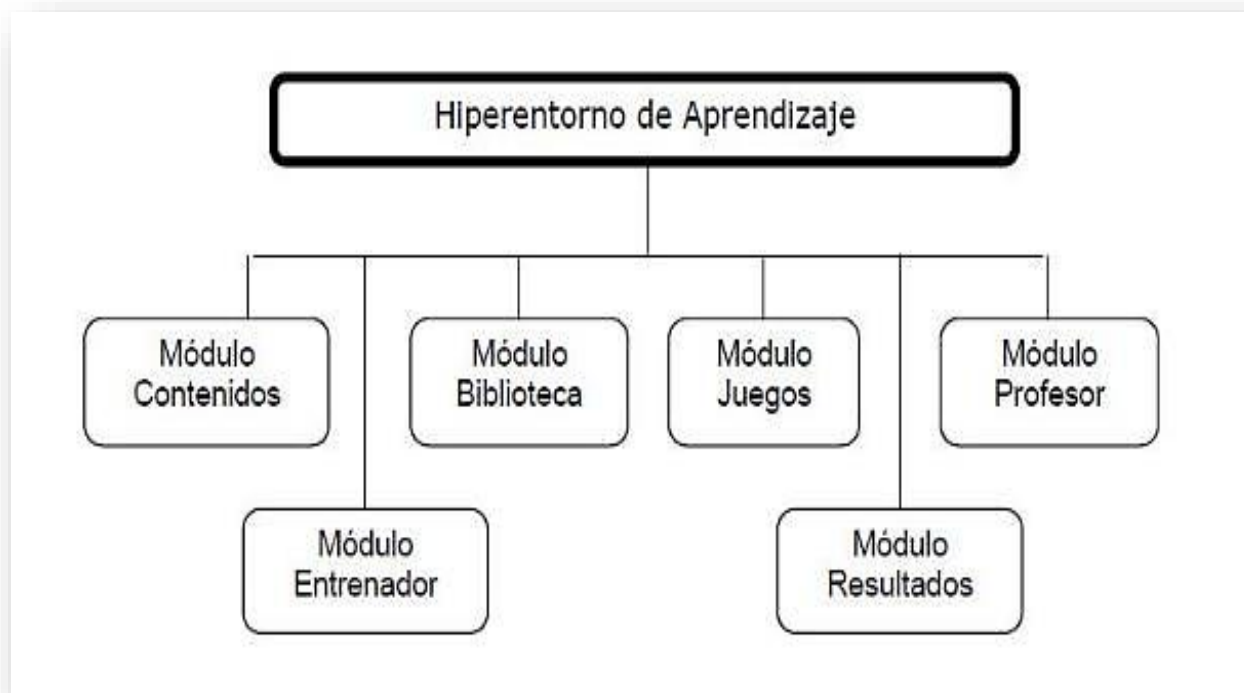 Hiperentorno de Aprendizaje
Módulo
Contenidos
Módulo
Biblioteca
Módulo
Juegos
Módulo
Profesor
Módulo
Entrenador
Módulo
Resultados